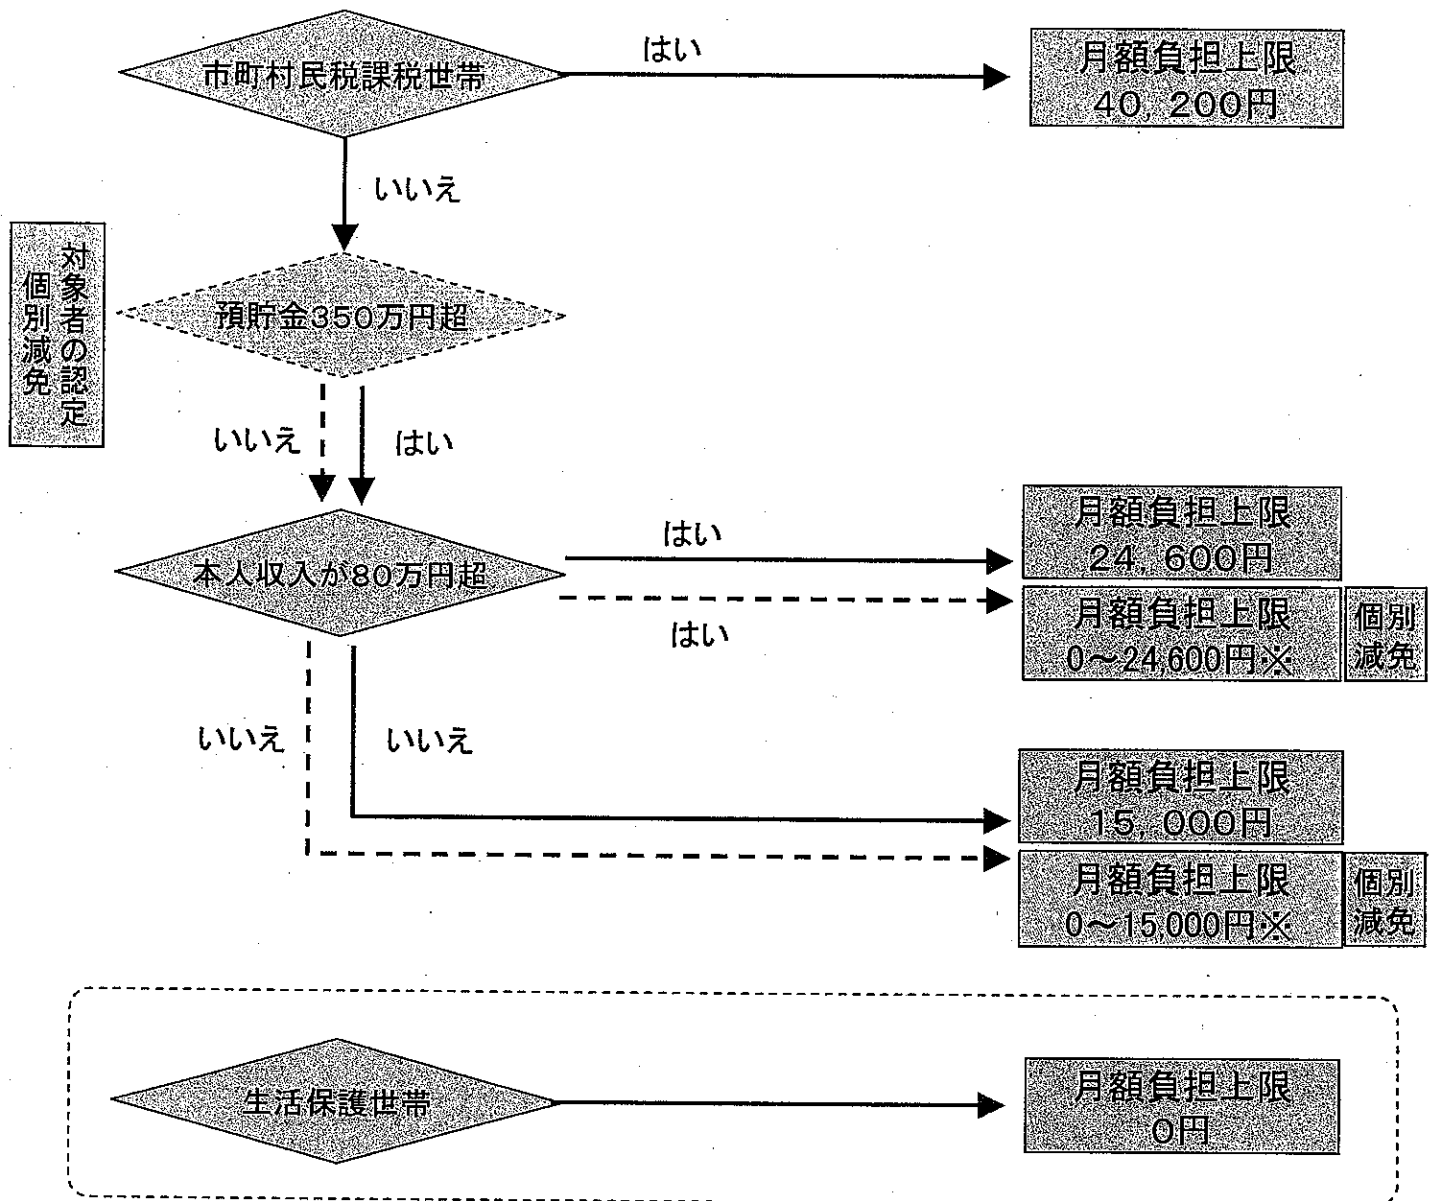 市町村民税課税世帯
はい
月額負担上限
40，200円
いいえ
対象者の認定
個別減免
預貯金350万円超
いいえ
はい
本人収入が80万円超
はい
月額負担上限
24，600円
はい
月額負担上限
0～24,600円※
個別
減免
いいえ
いいえ
月額負担上限
15，000円
月額負担上限
0～15,000円※
個別
減免
生活保護世帯
月額負担上限
0円